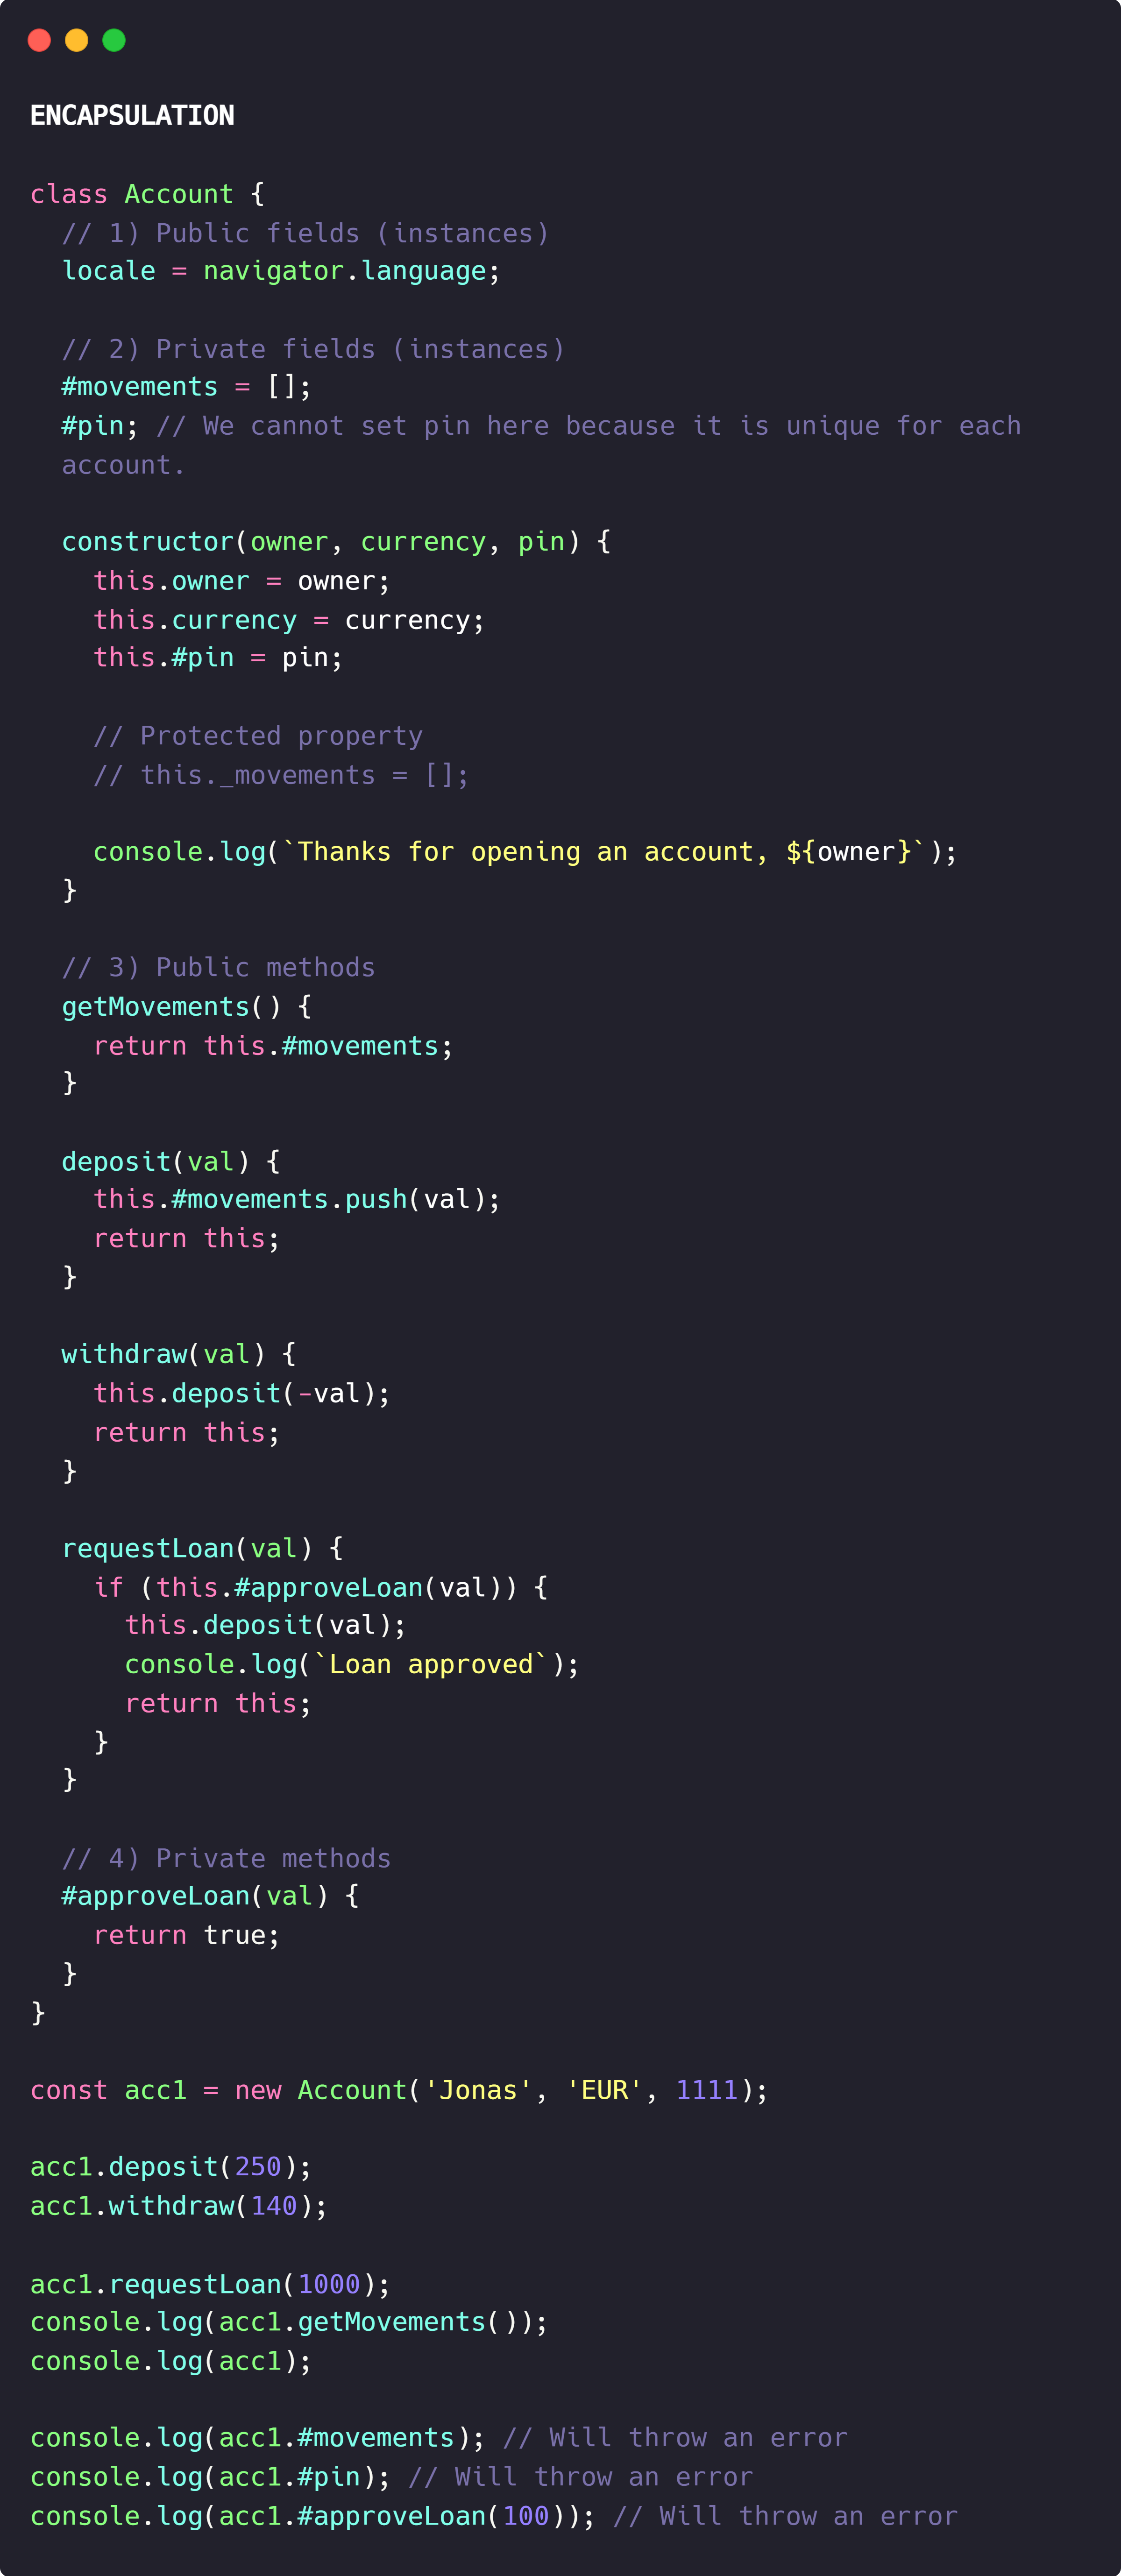 ENCAPSULATION
class Account {
  // 1) Public fields (instances)
  locale = navigator.language;

  // 2) Private fields (instances)
  #movements = [];
  #pin; // We cannot set pin here because it is unique for each
  account.

  constructor(owner, currency, pin) {
    this.owner = owner;
    this.currency = currency;
    this.#pin = pin;

    // Protected property
    // this._movements = [];

    console.log(`Thanks for opening an account, ${owner}`);
  }

  // 3) Public methods
  getMovements() {
    return this.#movements;
  }

  deposit(val) {
    this.#movements.push(val);
    return this;
  }

  withdraw(val) {
    this.deposit(-val);
    return this;
  }

  requestLoan(val) {
    if (this.#approveLoan(val)) {
      this.deposit(val);
      console.log(`Loan approved`);
      return this;
    }
  }

  // 4) Private methods
  #approveLoan(val) {
    return true;
  }
}

const acc1 = new Account('Jonas', 'EUR', 1111);

acc1.deposit(250);
acc1.withdraw(140);

acc1.requestLoan(1000);
console.log(acc1.getMovements());
console.log(acc1);

console.log(acc1.#movements); // Will throw an error
console.log(acc1.#pin); // Will throw an error
console.log(acc1.#approveLoan(100)); // Will throw an error